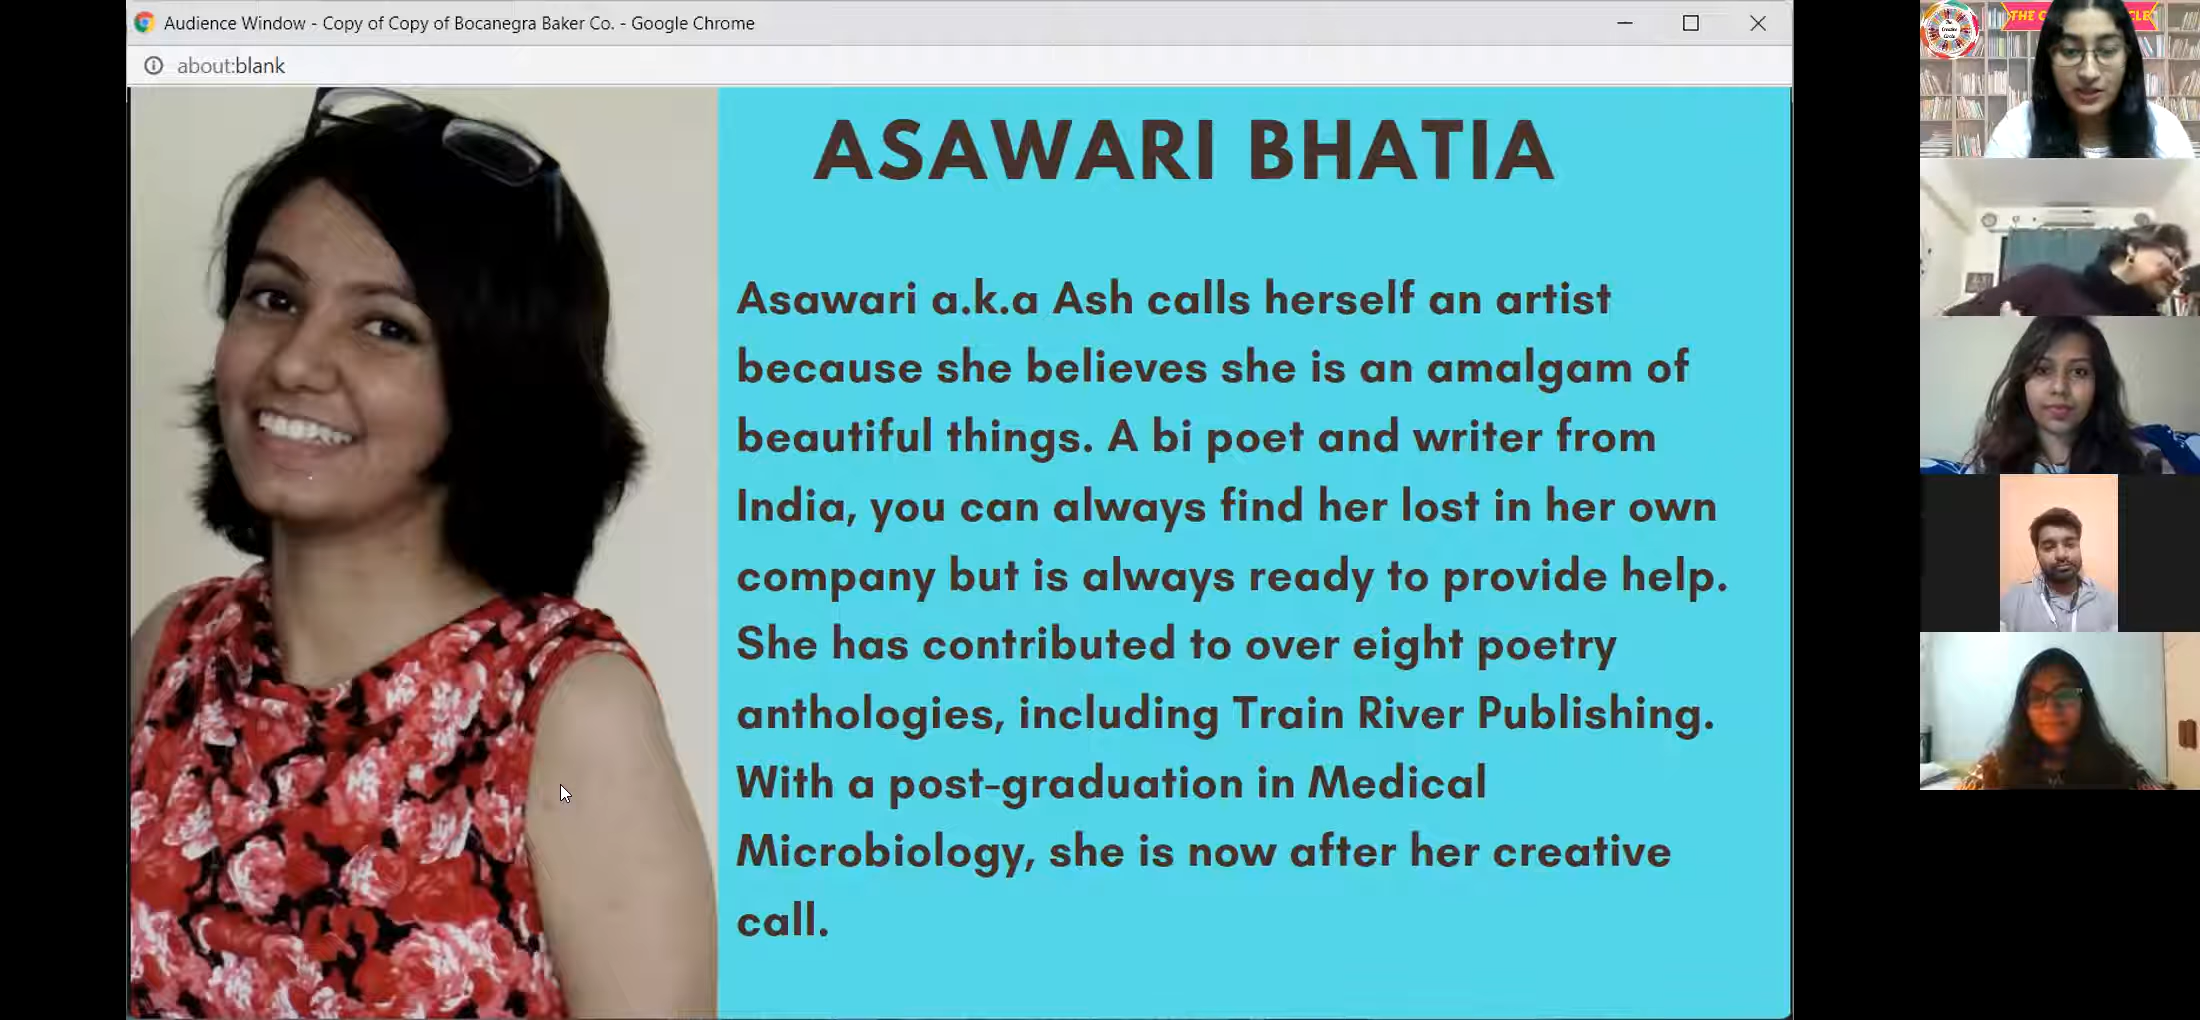 Audience Window - Copy of Copy of Bocanegra Baker Co. - Google Chrome
about:blank
ASAWARI BHATIA
Asawari a.k.a Ash calls herself an artist
because she believes she is an amalgam of
beautiful things. A bi poet and writer from
India, you can always find her lost in her own
company but is always ready to provide help.
She has contributed to over eight poetry
anthologies, including Train River Publishing.
With a post-graduation in Medical
Microbiology, she is now after her creative
call.
The
Creative
Circle
THE